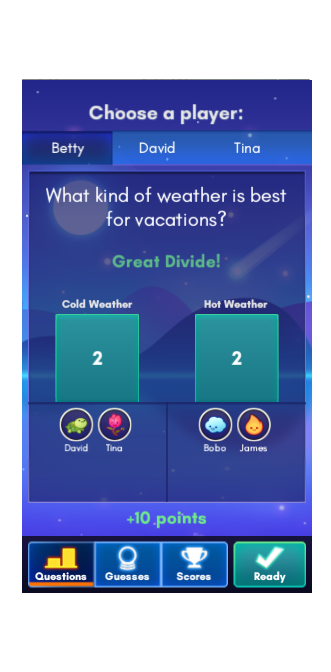 Choose a player:
Betty David Tina
What kind of weather is best
for vacations?
Great Divide!
Cold Weather Hot Weather
2 2
David Tina Bobo James
+10 points
Questions Guesses Scores Ready